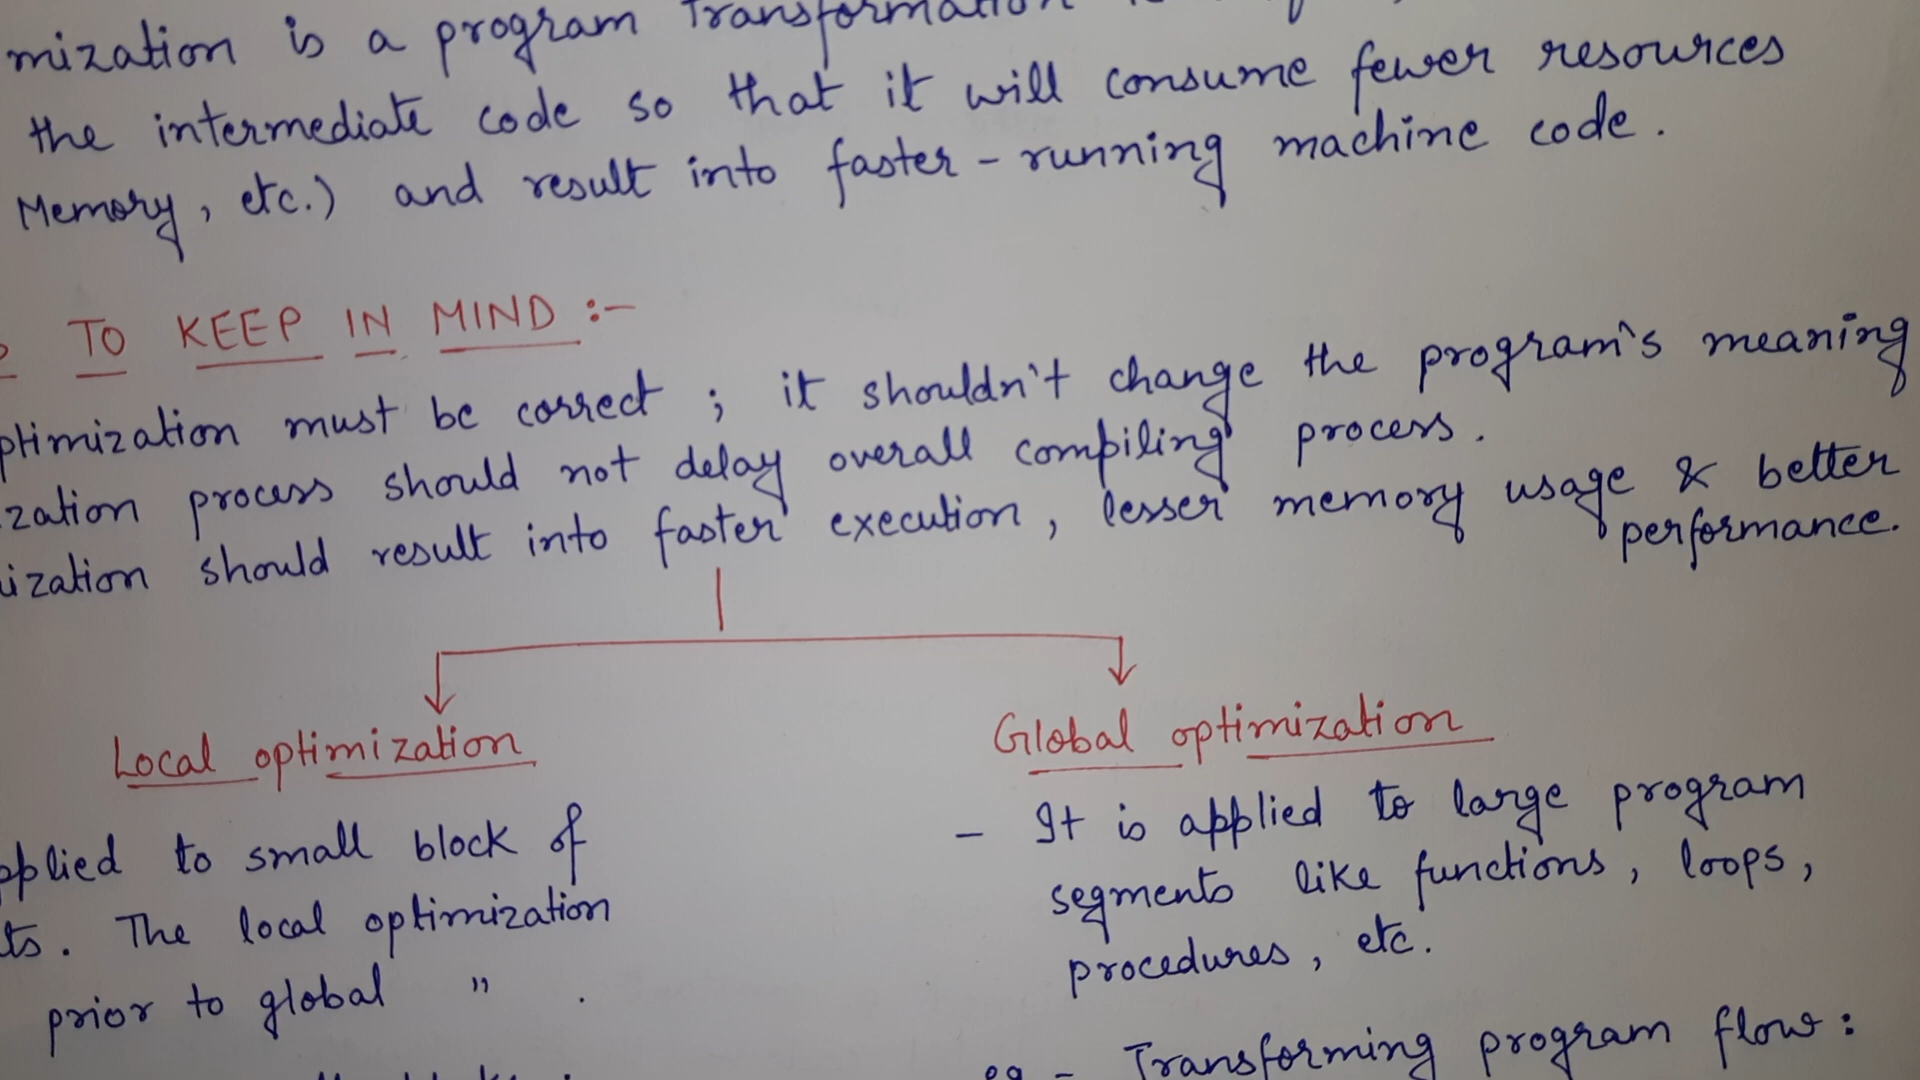 mization is a program Transformation
the intermediate code so that it will consume fewer resources
Memory, etc.) and result into faster - running machine code.
TO KEEP IN MIND :-
ptimization must be correct ; it shouldn't change the program's meaning
zation process should not delay overall compiling process.
ization should result into faster execution, lesser memory usage & better
performance.
Local optimization
Global optimization
pplied to small block of
ts. The local optimization
prior to global "  .
- It is applied to large program
segments like functions, loops,
procedures, etc.
eg - Transforming program flow :